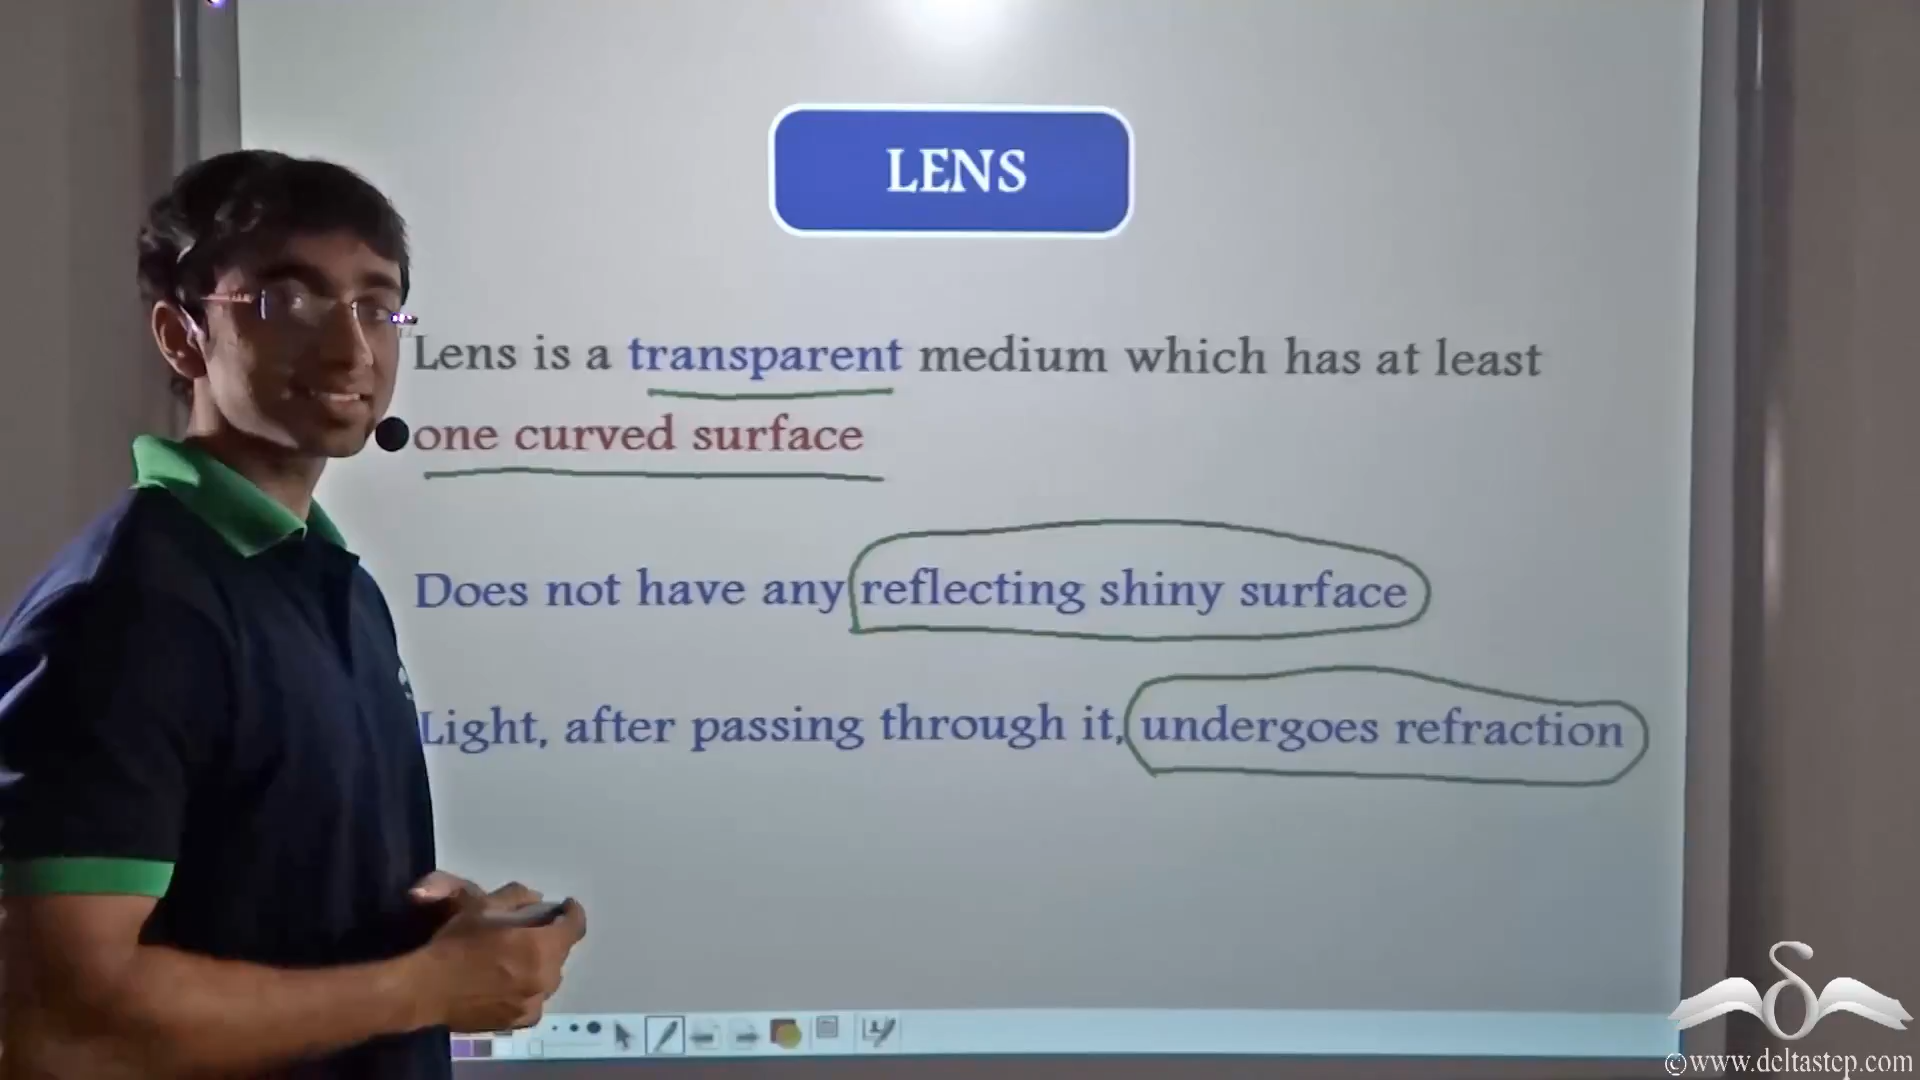 LENS
Lens is a transparent medium which has at least
one curved surface
Does not have any reflecting shiny surface
Light, after passing through it, undergoes refraction
©www.deltastep.com